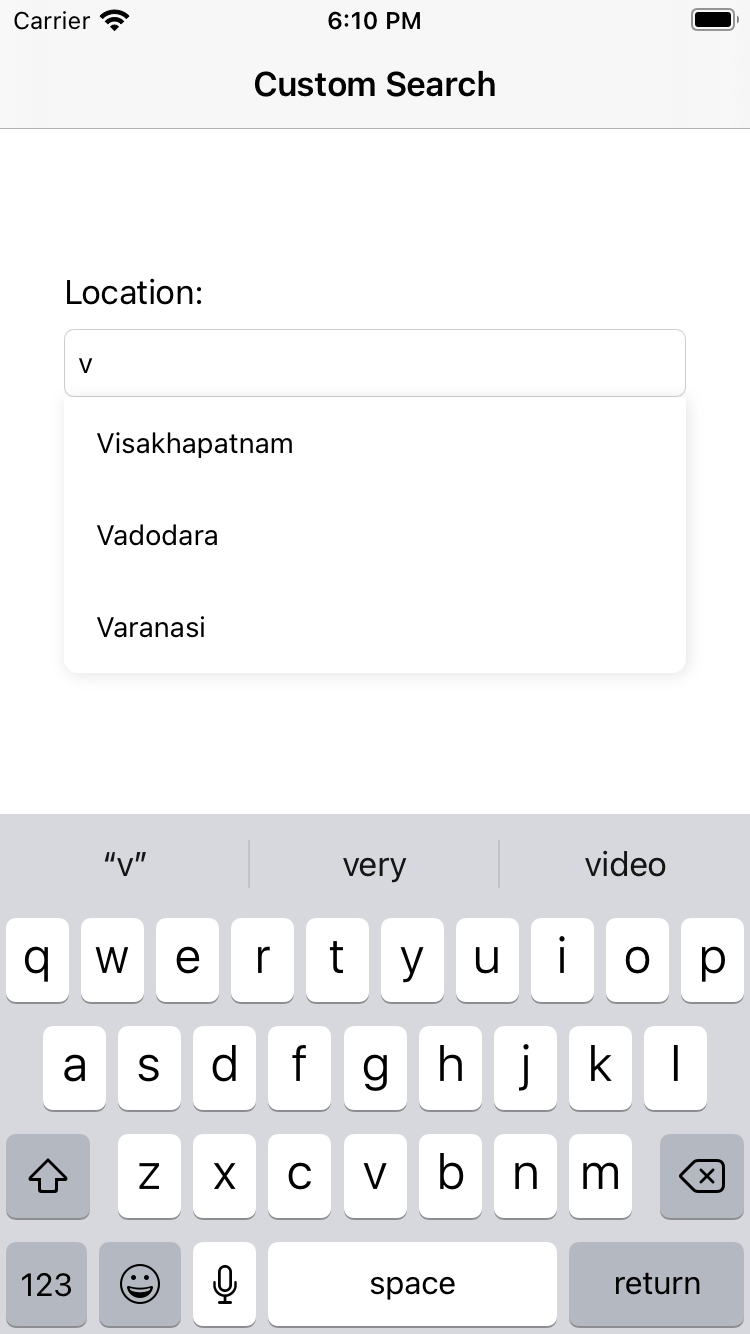 Carrier 6:10 PM
Custom Search
Location:
v
Visakhapatnam
Vadodara
Varanasi
“v” very video
q w e r t y u i o p
a s d f g h j k l
z x c v b n m
123 space return